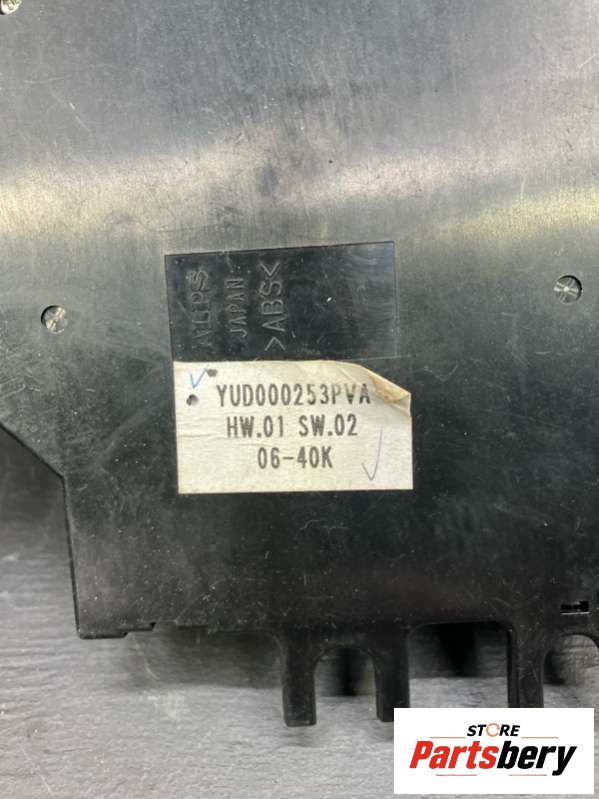 ALPS
JAPAN
>ABS<
YUD000253PVA
HW.01 SW.02
06-40K
STORE
Partsbery